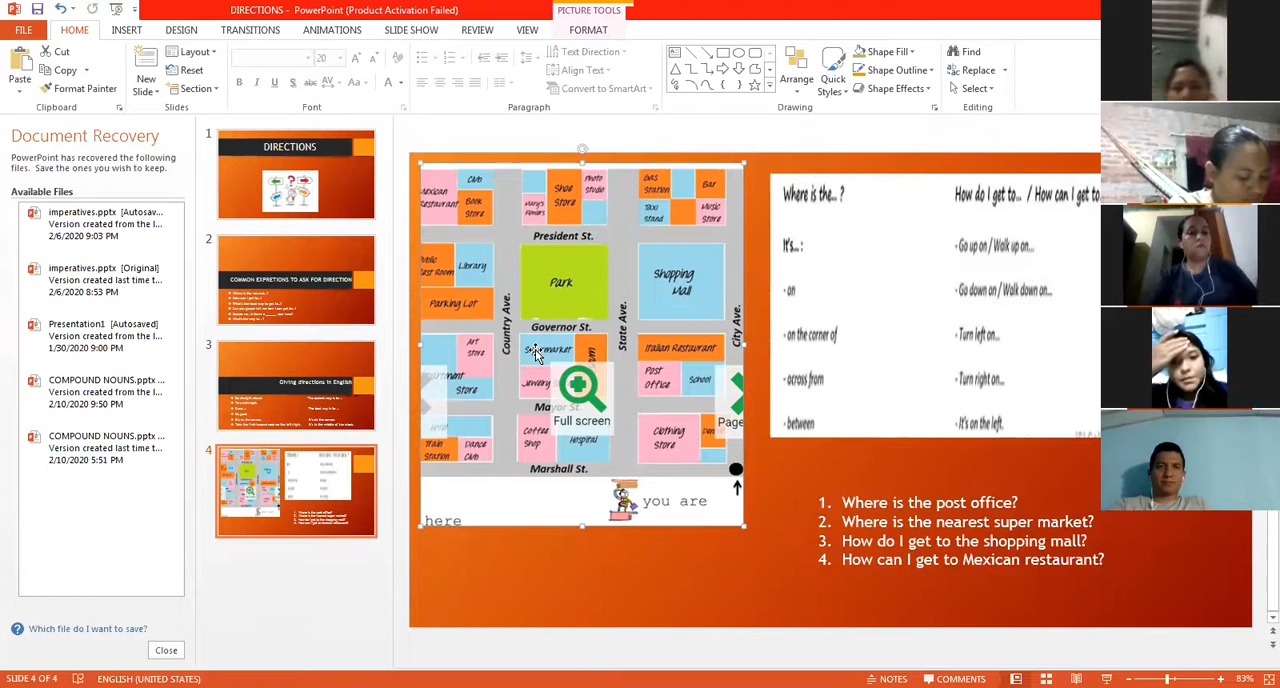 DIRECTIONS - PowerPoint (Product Activation Failed)
PICTURE TOOLS
FILE
HOME
INSERT
DESIGN
TRANSITIONS
ANIMATIONS
SLIDE SHOW
REVIEW
VIEW
FORMAT
Paste
Cut
Copy
Format Painter
Clipboard
New
Slide
Layout
Reset
Section
Slides
20
Font
Text Direction
Align Text
Convert to SmartArt
Paragraph
Arrange
Quick
Styles
Shape Fill
Shape Outline
Shape Effects
Drawing
Find
Replace
Select
Editing
Document Recovery
PowerPoint has recovered the following
files. Save the ones you wish to keep.
Available Files
imperatives.pptx [Autosav...
Version created from the l...
2/6/2020 9:03 PM
imperatives.pptx [Original]
Version created last time t...
2/6/2020 8:53 PM
Presentation1 [Autosaved]
Version created from the l...
1/30/2020 9:00 PM
COMPOUND NOUNS.pptx ...
Version created from the l...
2/10/2020 9:50 PM
COMPOUND NOUNS.pptx ...
Version created last time t...
2/10/2020 5:51 PM
Which file do I want to save?
Close
1
DIRECTIONS
2
COMMON EXPRETIONS TO ASK FOR DIRECTION
3
Giving directions in English
4
Mexican
Restaurant
Club
Book
Store
Mary's
Flowers
Shoe
Store
Photo
Studio
Gas
Station
Bar
Taxi
Stand
Music
Store
President St.
Library
Parking Lot
Park
Shopping
Mall
Country Ave.
State Ave.
City Ave.
Governor St.
Art
Store
Store
Italian Restaurant
Post
Office
School
Mayor St.
Train
Station
Dance
Club
Coffee
Shop
Hospital
Clothing
Store
Marshall St.
Full screen
Page
you are
here
Where is the... ?
How do I get to... / How can I get to
It's... :
- Go up on / Walk up on...
- on
- Go down on / Walk down on...
- on the corner of
- Turn left on...
- across from
- Turn right on...
- between
- It's on the left.
1. Where is the post office?
2. Where is the nearest super market?
3. How do I get to the shopping mall?
4. How can I get to Mexican restaurant?
SLIDE 4 OF 4
ENGLISH (UNITED STATES)
NOTES
COMMENTS
83%